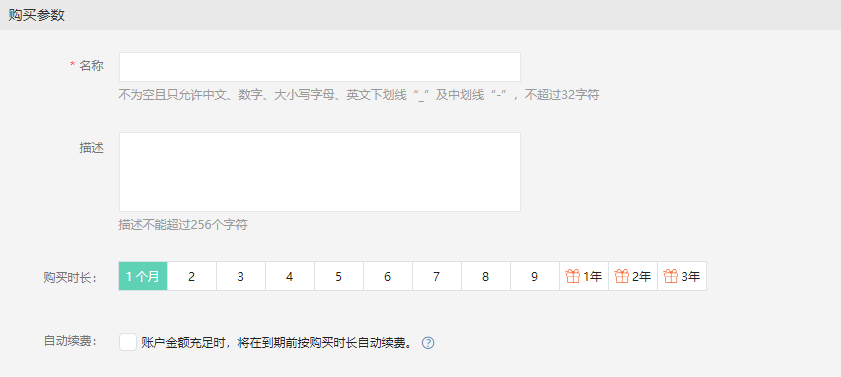 购买参数
* 名称
不为空且只允许中文、数字、大小写字母、英文下划线“_”及中划线“-”，不超过32字符
描述
描述不能超过256个字符
购买时长： 1 个月 2 3 4 5 6 7 8 9 1年 2年 3年
自动续费： 账户金额充足时，将在到期前按购买时长自动续费。 ?